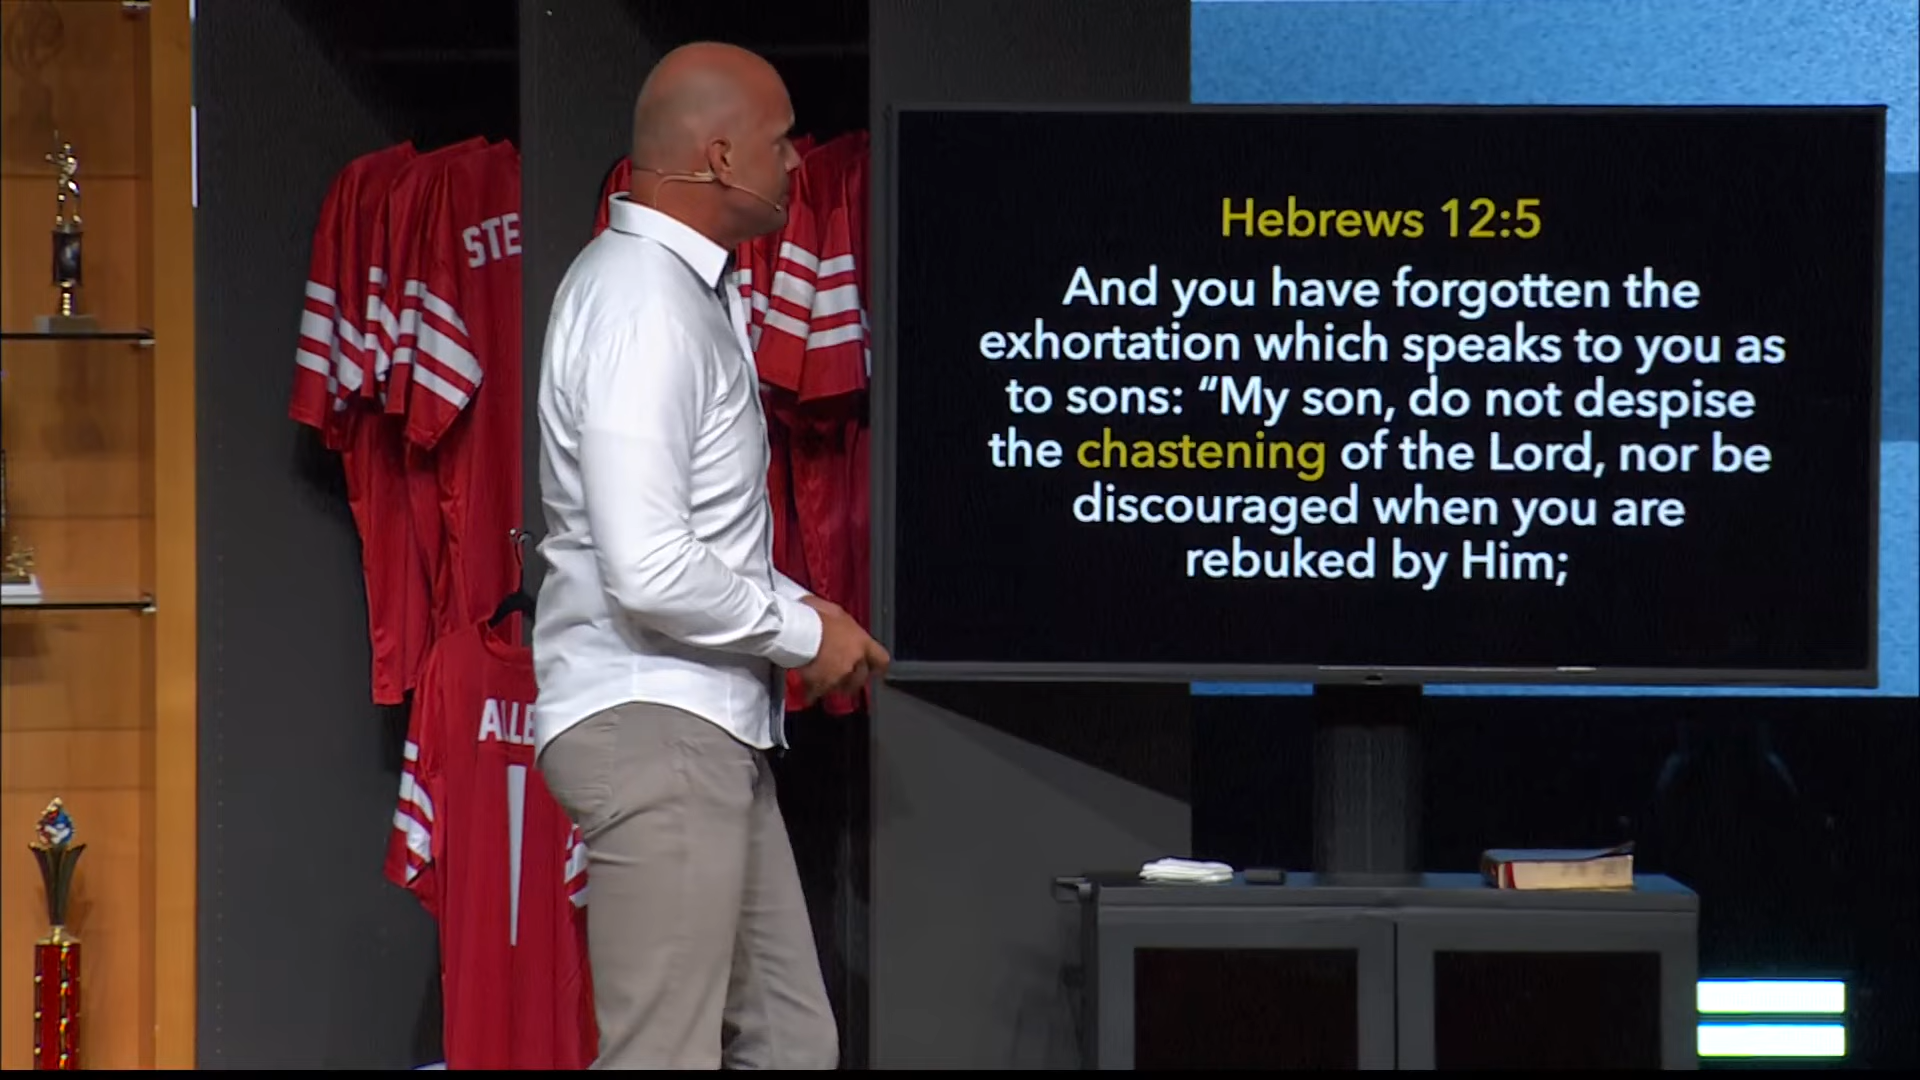 STE
ALLE
1
Hebrews 12:5
And you have forgotten the
exhortation which speaks to you as
to sons: “My son, do not despise
the chastening of the Lord, nor be
discouraged when you are
rebuked by Him;